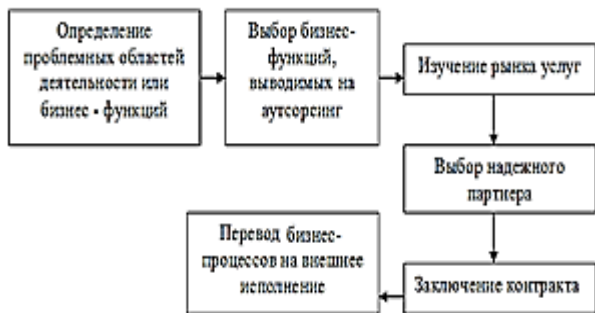 Определение
проблемных областей
деятельности или
бизнес - функций
Выбор бизнес-
функций,
выводимых на
аутсорсинг
Изучение рынка услуг
Выбор надежного
партнера
Заключение контракта
Перевод бизнес-
процессов на внешнее
исполнение